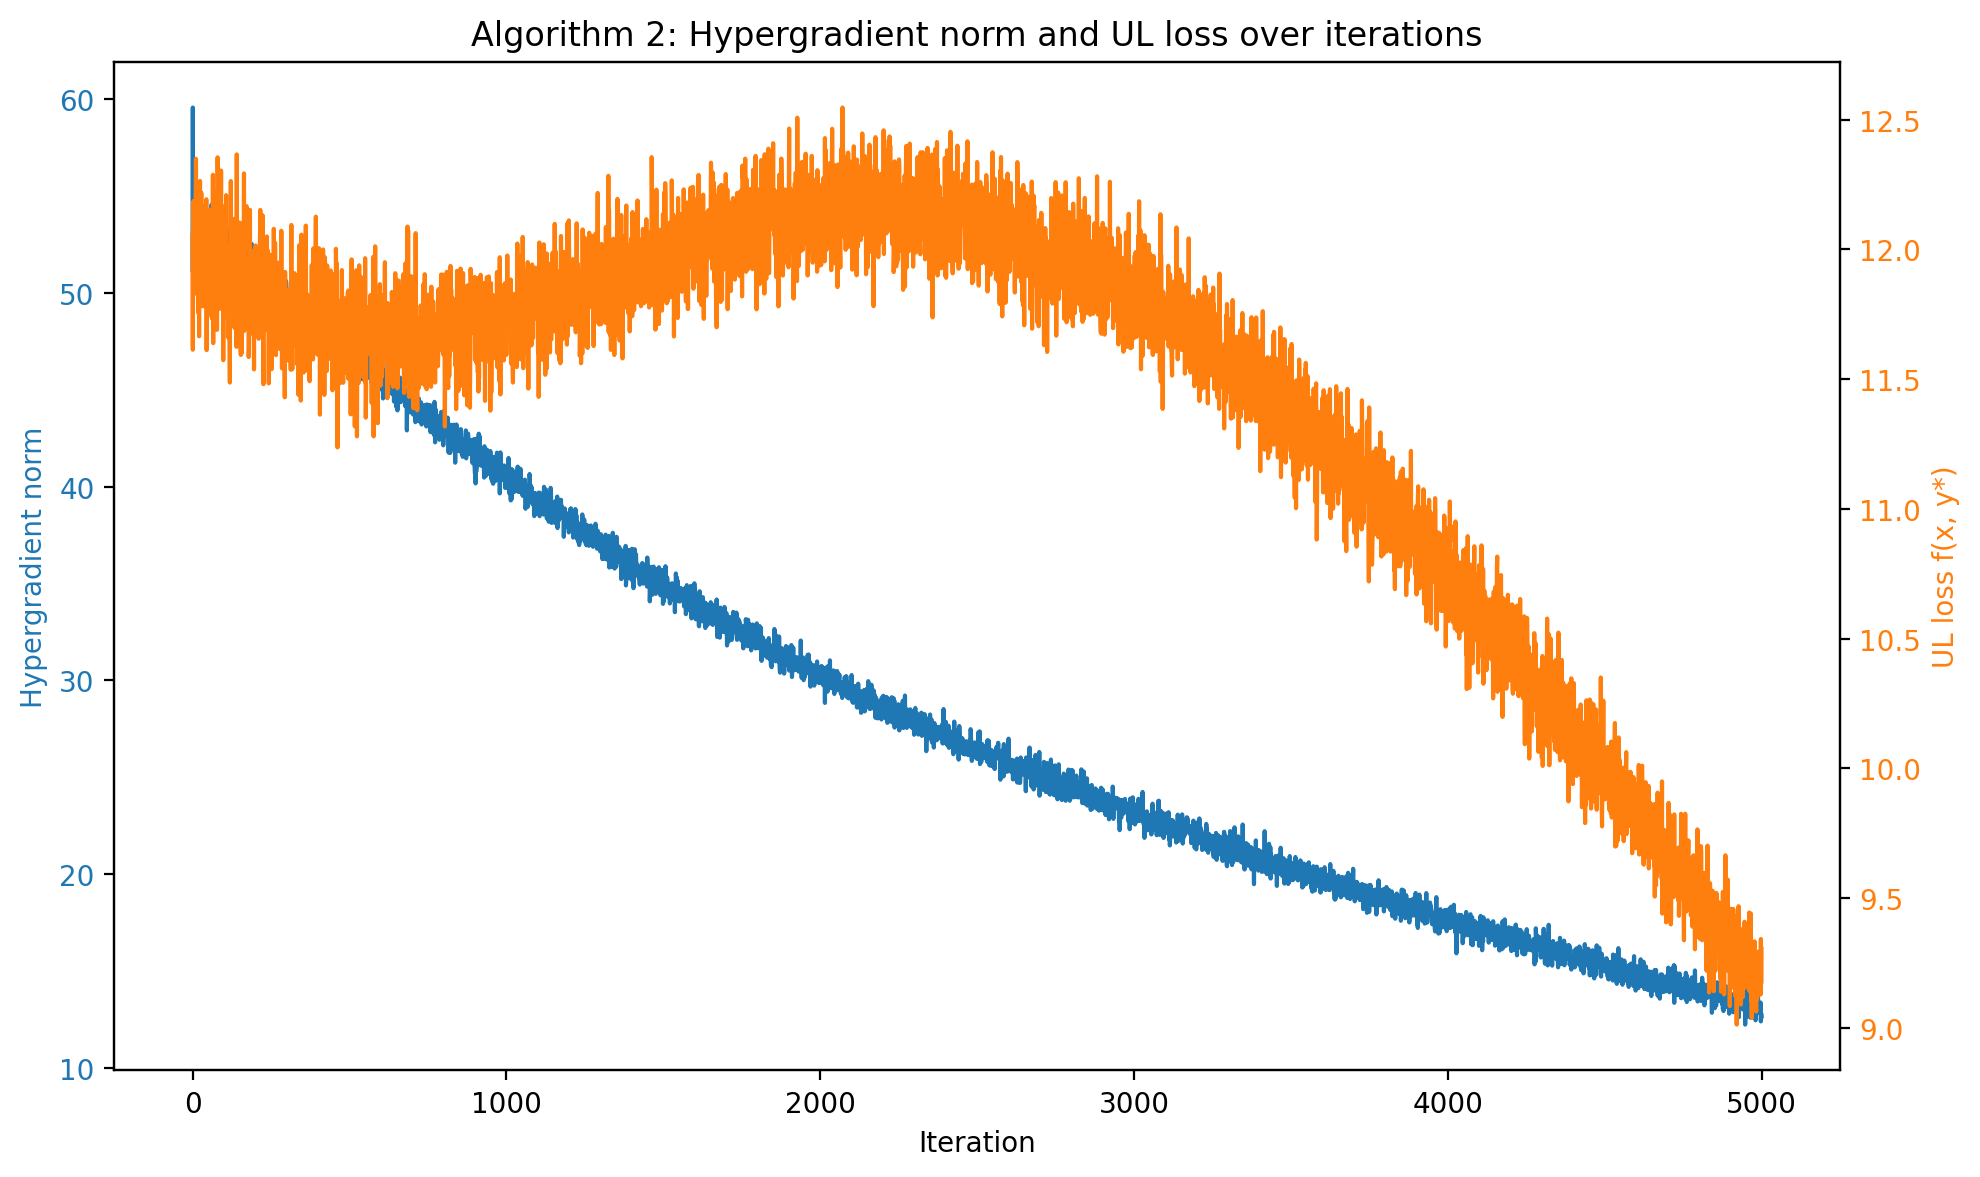 Algorithm 2: Hypergradient norm and UL loss over iterations
Hypergradient norm
60
50
40
30
20
10
12.5
12.0
11.5
11.0
10.5
10.0
9.5
9.0
UL loss f(x, y*)
0 1000 2000 3000 4000 5000
Iteration